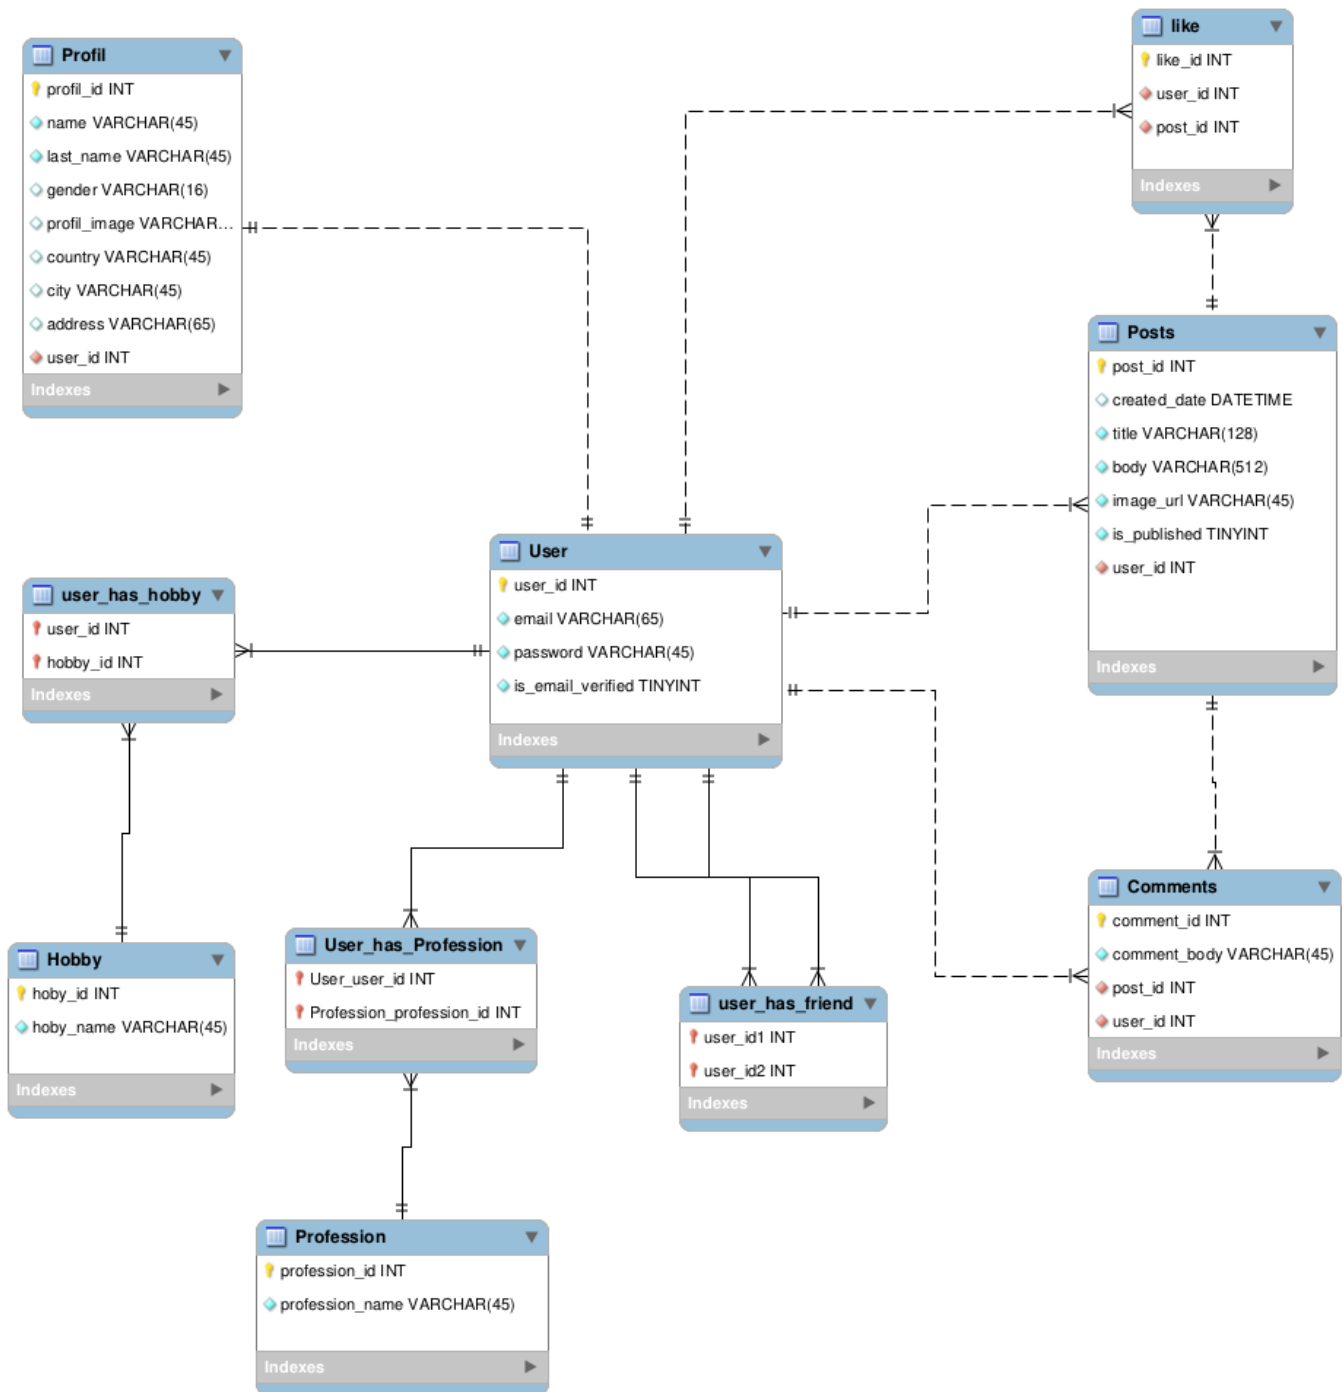 Profil
profil_id INT
name VARCHAR(45)
last_name VARCHAR(45)
gender VARCHAR(16)
profil_image VARCHAR...
country VARCHAR(45)
city VARCHAR(45)
address VARCHAR(65)
user_id INT
Indexes
like
like_id INT
user_id INT
post_id INT
Indexes
Posts
post_id INT
created_date DATETIME
title VARCHAR(128)
body VARCHAR(512)
image_url VARCHAR(45)
is_published TINYINT
user_id INT
Indexes
User
user_id INT
email VARCHAR(65)
password VARCHAR(45)
is_email_verified TINYINT
Indexes
user_has_hobby
user_id INT
hobby_id INT
Indexes
Hobby
hoby_id INT
hoby_name VARCHAR(45)
Indexes
User_has_Profession
User_user_id INT
Profession_profession_id INT
Indexes
user_has_friend
user_id1 INT
user_id2 INT
Indexes
Comments
comment_id INT
comment_body VARCHAR(45)
post_id INT
user_id INT
Indexes
Profession
profession_id INT
profession_name VARCHAR(45)
Indexes